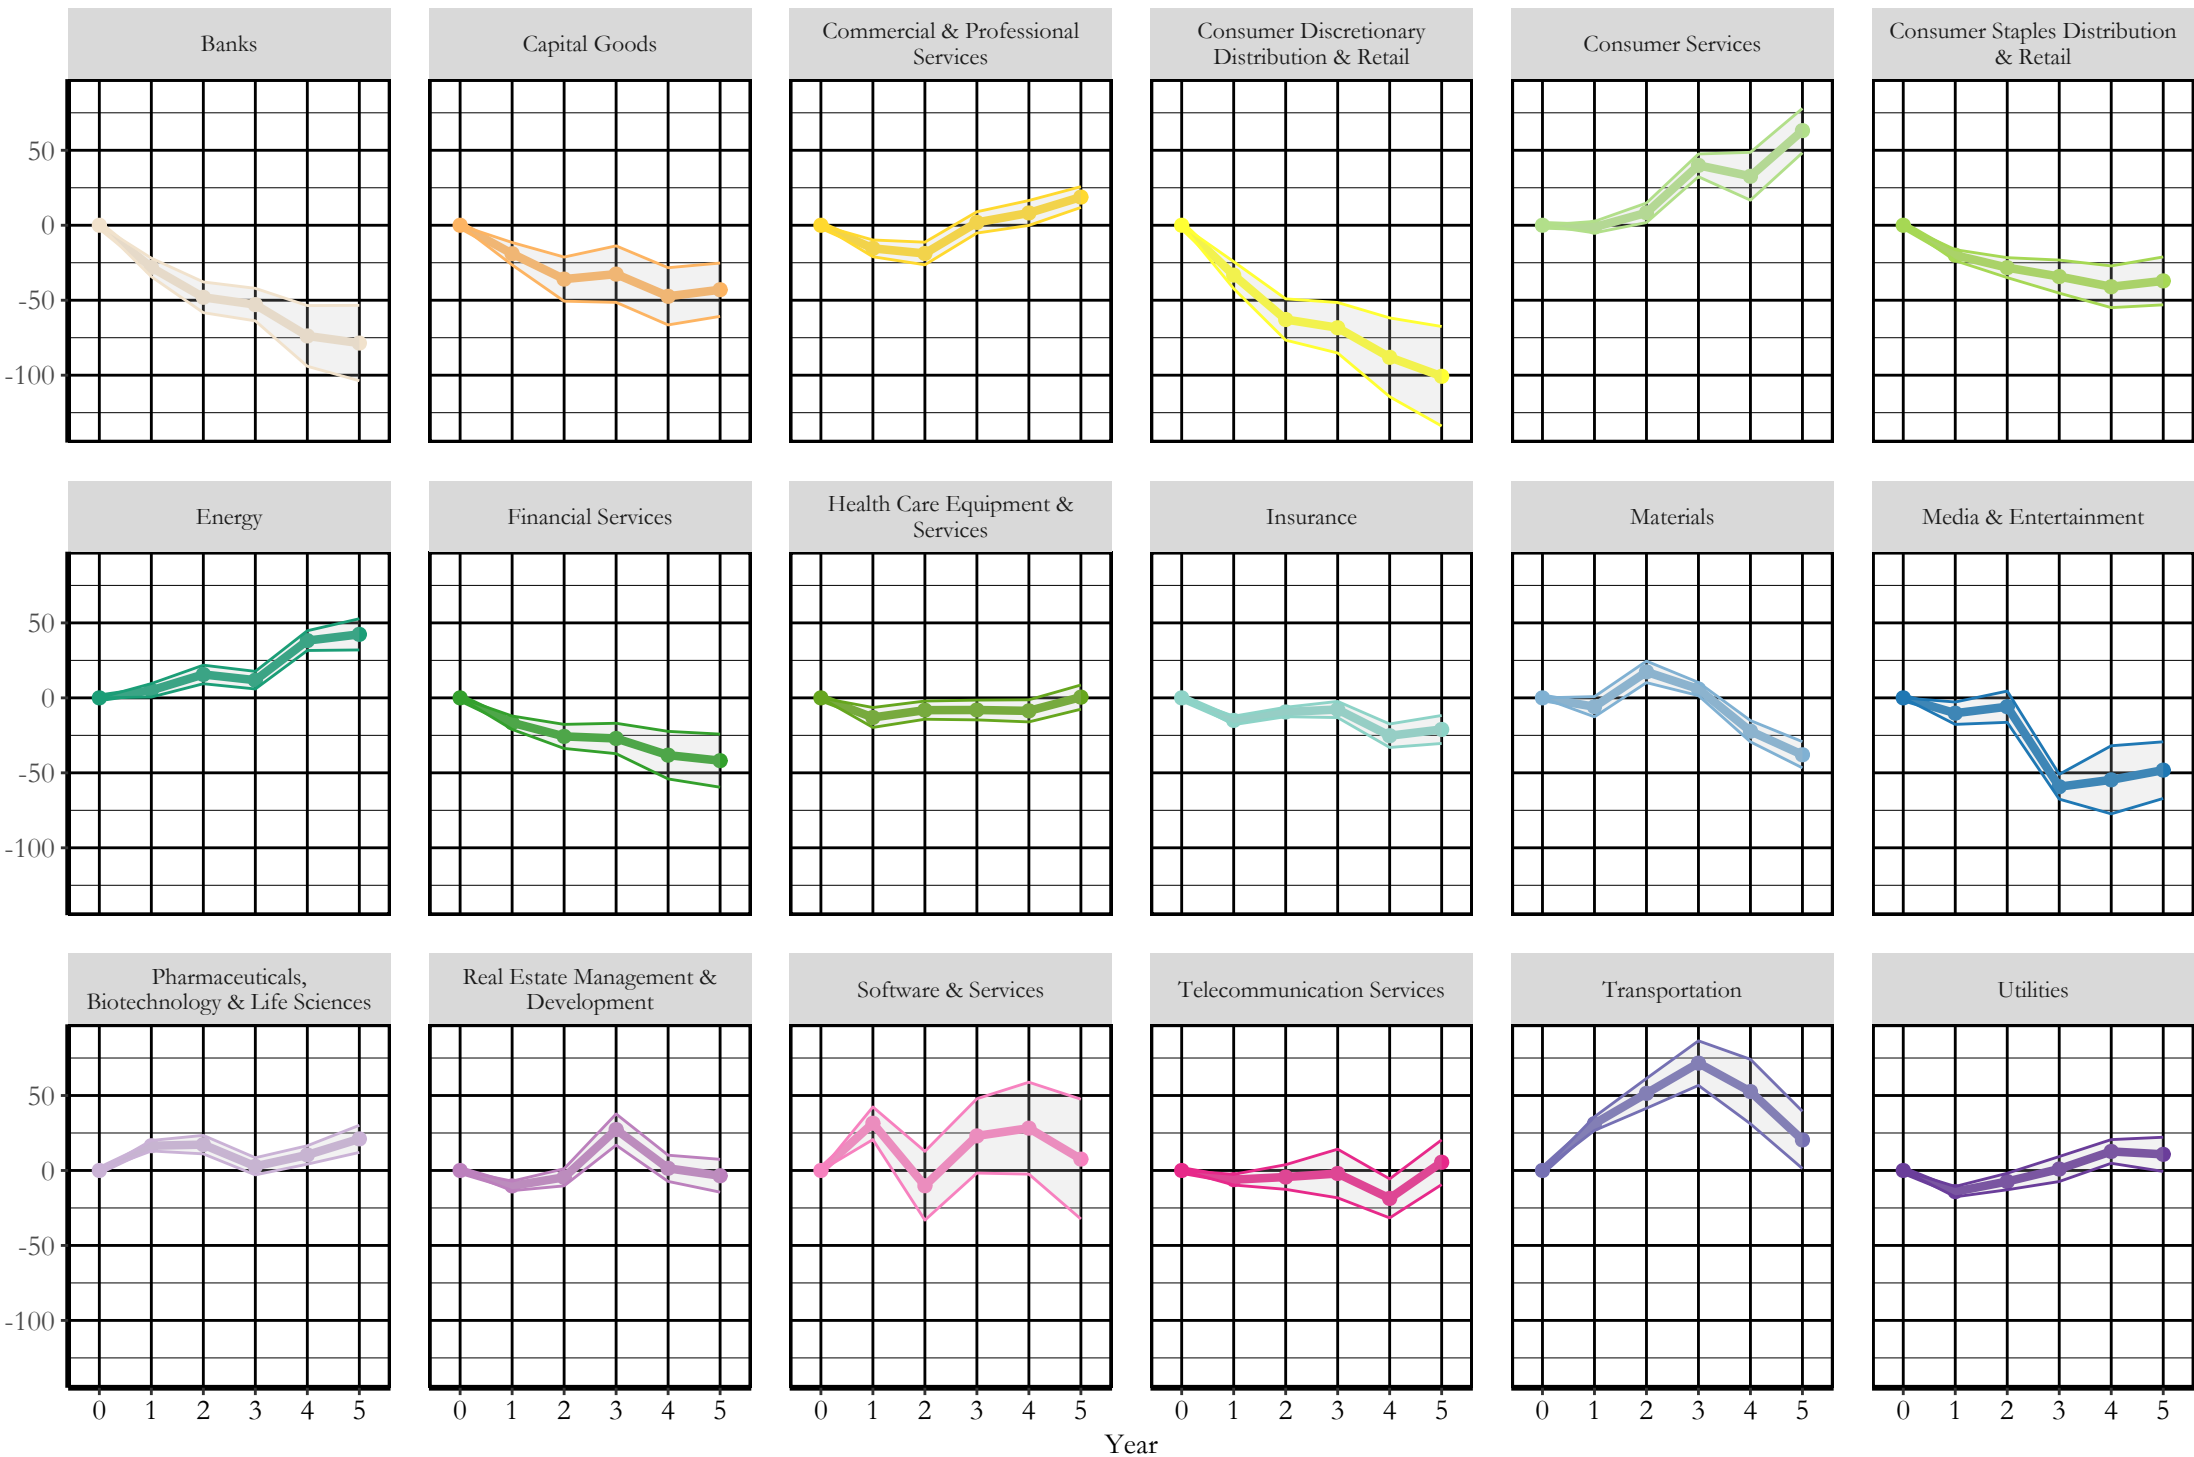 Banks
Capital Goods
Commercial & Professional
Services
Consumer Discretionary
Distribution & Retail
Consumer Services
Consumer Staples Distribution
& Retail
50
0
-50
-100
Energy
Financial Services
Health Care Equipment &
Services
Insurance
Materials
Media & Entertainment
50
0
-50
-100
Pharmaceuticals,
Biotechnology & Life Sciences
Real Estate Management &
Development
Software & Services
Telecommunication Services
Transportation
Utilities
50
0
-50
-100
0 1 2 3 4 5
0 1 2 3 4 5
0 1 2 3 4 5
0 1 2 3 4 5
0 1 2 3 4 5
0 1 2 3 4 5
Year